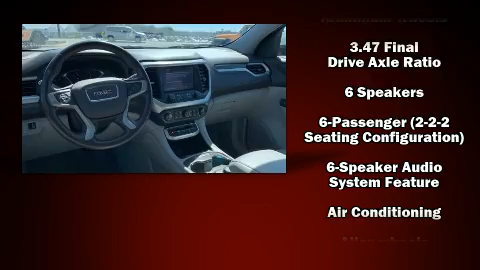 3.47 Final
Drive Axle Ratio
6 Speakers
6-Passenger (2-2-2
Seating Configuration)
6-Speaker Audio
System Feature
Air Conditioning
GMC